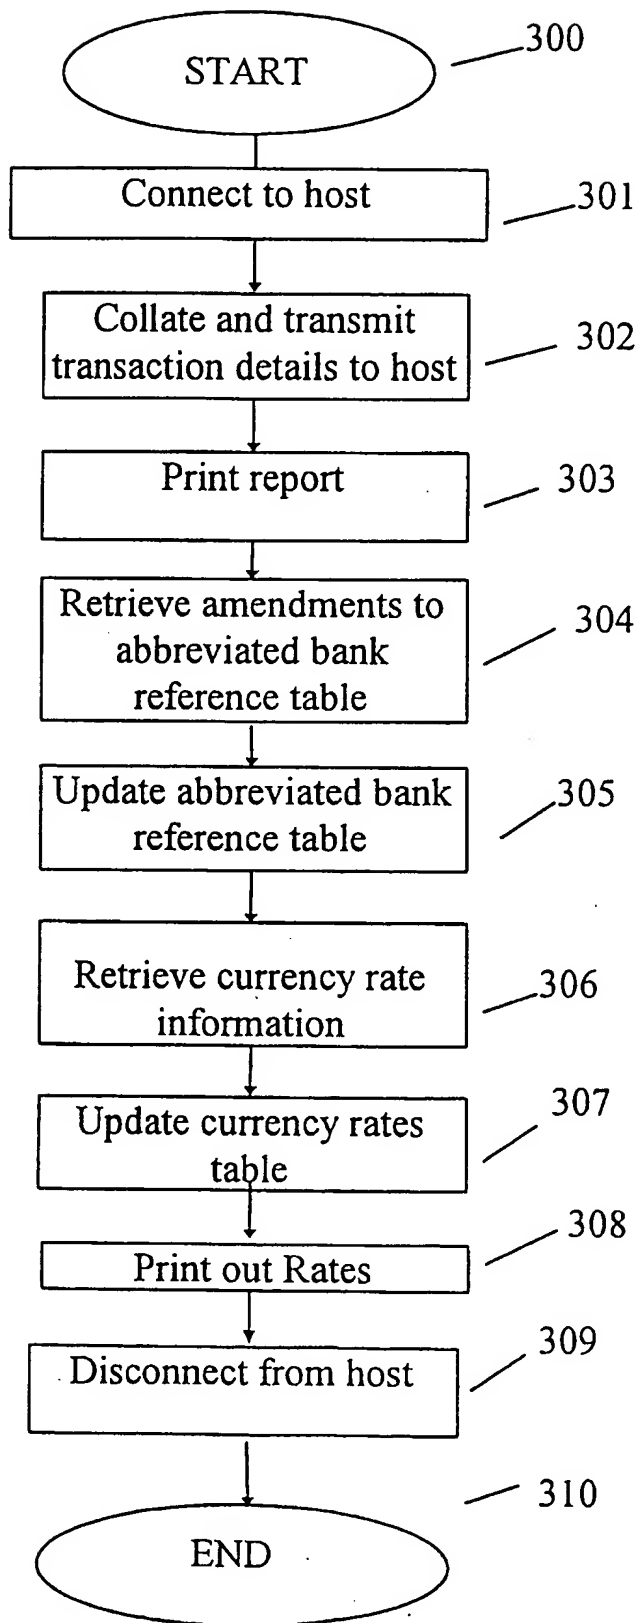 START
300
Connect to host
301
Collate and transmit
transaction details to host
302
Print report
303
Retrieve amendments to
abbreviated bank
reference table
304
Update abbreviated bank
reference table
305
Retrieve currency rate
information
306
Update currency rates
table
307
Print out Rates
308
Disconnect from host
309
310
END